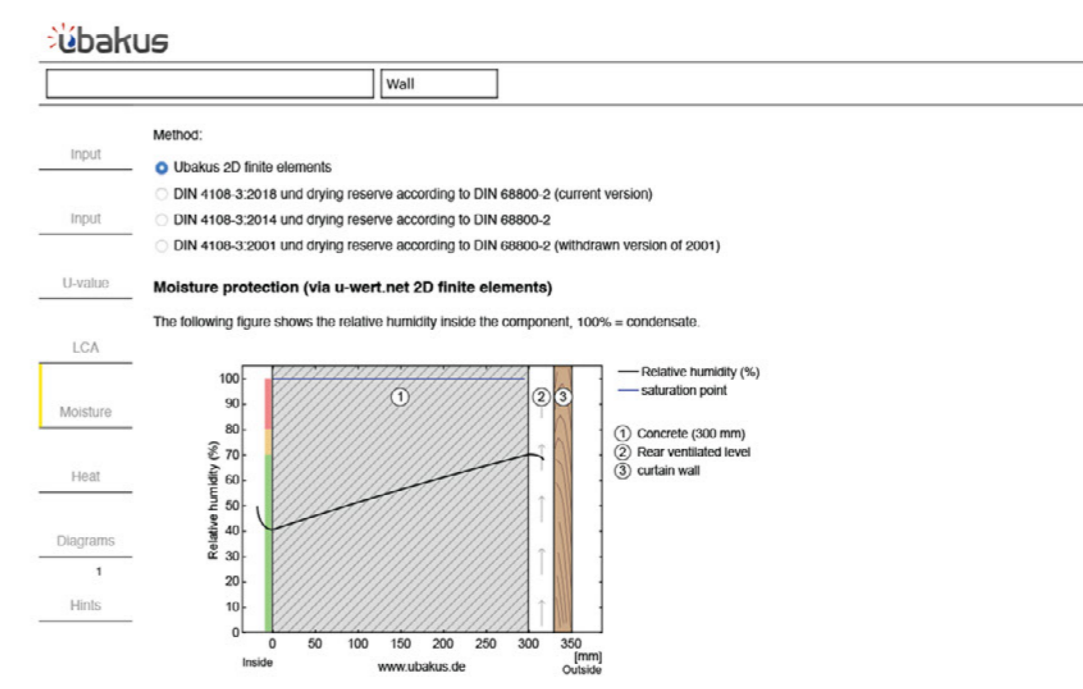 übakus
Wall
Method:
Input
Ubakus 2D finite elements
DIN 4108-3:2018 und drying reserve according to DIN 68800-2 (current version)
Input
DIN 4108-3:2014 und drying reserve according to DIN 68800-2
DIN 4108-3:2001 und drying reserve according to DIN 68800-2 (withdrawn version of 2001)
U-value
Moisture protection (via u-wert.net 2D finite elements)
The following figure shows the relative humidity inside the component, 100% = condensate.
LCA
Moisture
Heat
Diagrams
1
Hints
Relative humidity (%)
100
90
80
70
60
50
40
30
20
10
0
1
2
3
0 50 100 150 200 250 300 350
[mm]
Inside
www.ubakus.de
Outside
Relative humidity (%)
saturation point
1 Concrete (300 mm)
2 Rear ventilated level
3 curtain wall